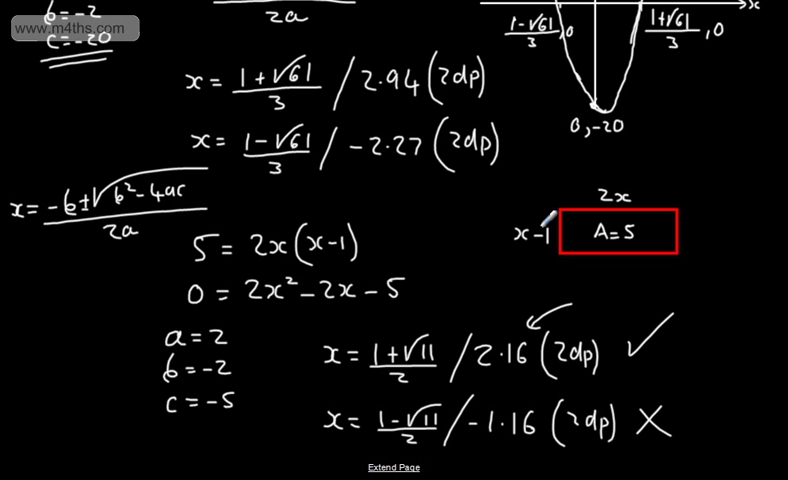 b=-2
www.m4ths.com
c=-20
2a
1-√61/3, 0
1+√61/3, 0
x
0,-20
x = 1+√61/3 / 2.94 (2dp)
x = 1-√61/3 / -2.27 (2dp)
x = -b±√b²-4ac/2a
2x
x-1
A=5
5 = 2x(x-1)
0 = 2x²-2x-5
a=2
b=-2
c=-5
x = 1+√11/2 / 2.16 (2dp) ✓
x = 1-√11/2 / -1.16 (2dp) ✗
Extend Page